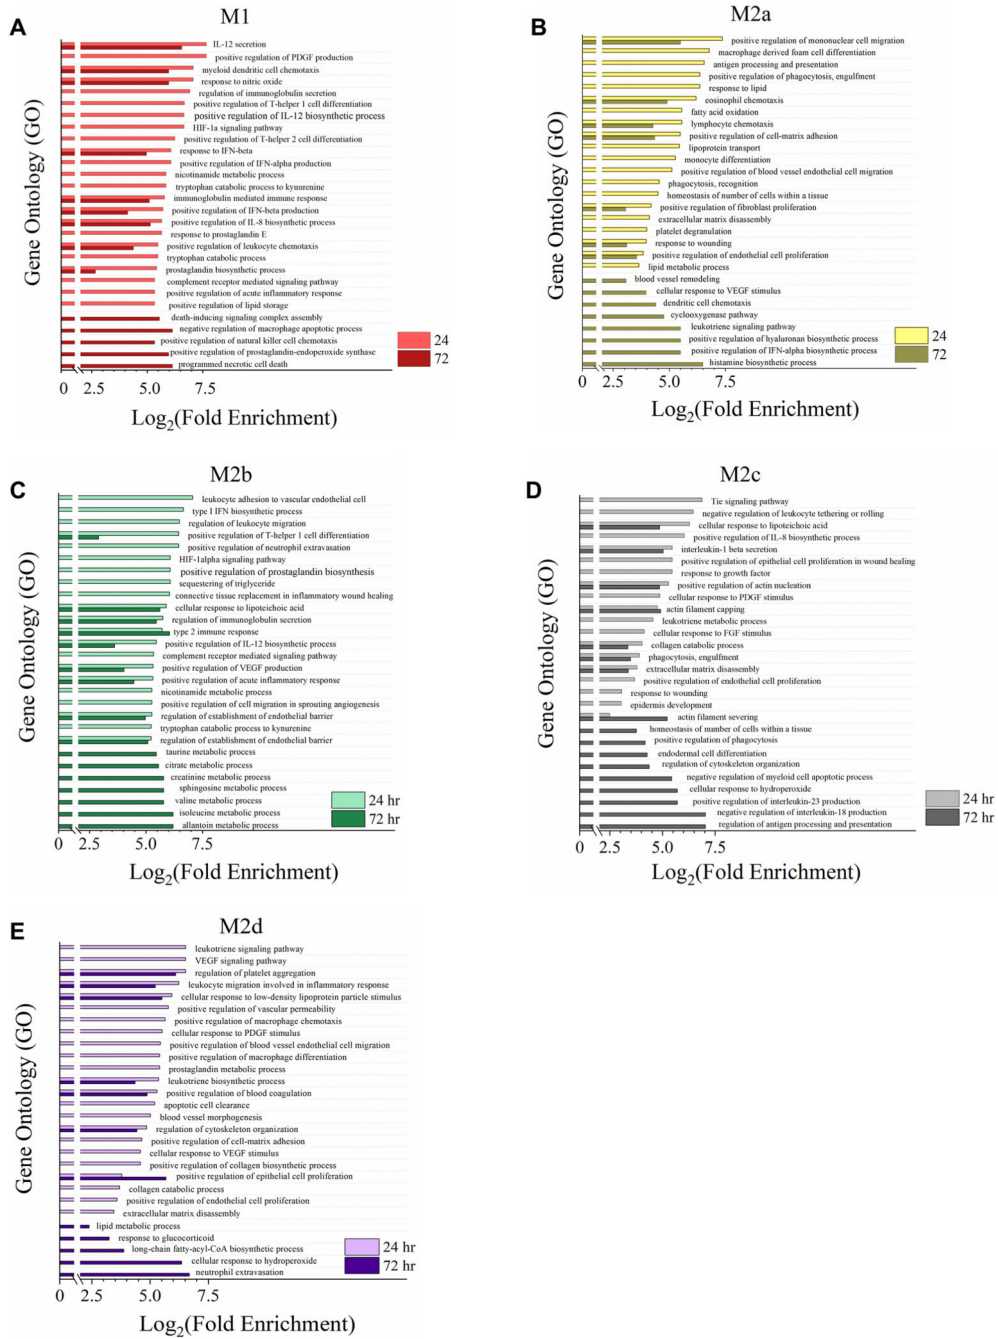 A
M1
Gene Ontology (GO)
IL-12 secretion
positive regulation of PDGF production
myeloid dendritic cell chemotaxis
response to nitric oxide
regulation of immunoglobulin secretion
positive regulation of T-helper 1 cell differentiation
positive regulation of IL-12 biosynthetic process
HIF-1a signaling pathway
positive regulation of T-helper 2 cell differentiation
response to IFN-beta
positive regulation of IFN-alpha production
nicotinamide metabolic process
tryptophan catabolic process to kynurenine
immunoglobulin mediated immune response
positive regulation of IFN-beta production
positive regulation of IL-8 biosynthetic process
response to prostaglandin E
positive regulation of leukocyte chemotaxis
tryptophan catabolic process
prostaglandin biosynthetic process
complement receptor mediated signaling pathway
positive regulation of acute inflammatory response
positive regulation of lipid storage
death-inducing signaling complex assembly
negative regulation of macrophage apoptotic process
positive regulation of natural killer cell chemotaxis
positive regulation of prostaglandin-endoperoxide synthase
programmed necrotic cell death
24
72
0 2.5 5.0 7.5
Log2(Fold Enrichment)
B
M2a
Gene Ontology (GO)
positive regulation of mononuclear cell migration
macrophage derived foam cell differentiation
antigen processing and presentation
positive regulation of phagocytosis, engulfment
response to lipid
eosinophil chemotaxis
fatty acid oxidation
lymphocyte chemotaxis
positive regulation of cell-matrix adhesion
lipoprotein transport
monocyte differentiation
positive regulation of blood vessel endothelial cell migration
phagocytosis, recognition
homeostasis of number of cells within a tissue
positive regulation of fibroblast proliferation
extracellular matrix disassembly
platelet degranulation
response to wounding
positive regulation of endothelial cell proliferation
lipid metabolic process
blood vessel remodeling
cellular response to VEGF stimulus
dendritic cell chemotaxis
cyclooxygenase pathway
leukotriene signaling pathway
positive regulation of hyaluronan biosynthetic process
positive regulation of IFN-alpha biosynthetic process
histamine biosynthetic process
24
72
0 2.5 5.0 7.5
Log2(Fold Enrichment)
C
M2b
Gene Ontology (GO)
leukocyte adhesion to vascular endothelial cell
type I IFN biosynthetic process
regulation of leukocyte migration
positive regulation of T-helper 1 cell differentiation
positive regulation of neutrophil extravasation
HIF-1alpha signaling pathway
positive regulation of prostaglandin biosynthesis
sequestering of triglyceride
connective tissue replacement in inflammatory wound healing
cellular response to lipoteichoic acid
regulation of immunoglobulin secretion
type 2 immune response
positive regulation of IL-12 biosynthetic process
complement receptor mediated signaling pathway
positive regulation of VEGF production
positive regulation of acute inflammatory response
nicotinamide metabolic process
positive regulation of cell migration in sprouting angiogenesis
regulation of establishment of endothelial barrier
tryptophan catabolic process to kynurenine
regulation of establishment of endothelial barrier
taurine metabolic process
citrate metabolic process
creatinine metabolic process
sphingosine metabolic process
valine metabolic process
isoleucine metabolic process
allantoin metabolic process
24 hr
72 hr
0 2.5 5.0 7.5
Log2(Fold Enrichment)
D
M2c
Gene Ontology (GO)
Tie signaling pathway
negative regulation of leukocyte tethering or rolling
cellular response to lipoteichoic acid
positive regulation of IL-8 biosynthetic process
interleukin-1 beta secretion
positive regulation of epithelial cell proliferation in wound healing
response to growth factor
positive regulation of actin nucleation
cellular response to PDGF stimulus
actin filament capping
leukotriene metabolic process
cellular response to FGF stimulus
collagen catabolic process
phagocytosis, engulfment
extracellular matrix disassembly
positive regulation of endothelial cell proliferation
response to wounding
epidermis development
actin filament severing
homeostasis of number of cells within a tissue
positive regulation of phagocytosis
endodermal cell differentiation
regulation of cytoskeleton organization
negative regulation of myeloid cell apoptotic process
cellular response to hydroperoxide
positive regulation of interleukin-23 production
negative regulation of interleukin-18 production
regulation of antigen processing and presentation
24 hr
72 hr
0 2.5 5.0 7.5
Log2(Fold Enrichment)
E
M2d
Gene Ontology (GO)
leukotriene signaling pathway
VEGF signaling pathway
regulation of platelet aggregation
leukocyte migration involved in inflammatory response
cellular response to low-density lipoprotein particle stimulus
positive regulation of vascular permeability
positive regulation of macrophage chemotaxis
cellular response to PDGF stimulus
positive regulation of blood vessel endothelial cell migration
positive regulation of macrophage differentiation
prostaglandin metabolic process
leukotriene biosynthetic process
positive regulation of blood coagulation
apoptotic cell clearance
blood vessel morphogenesis
regulation of cytoskeleton organization
positive regulation of cell-matrix adhesion
cellular response to VEGF stimulus
positive regulation of collagen biosynthetic process
positive regulation of epithelial cell proliferation
collagen catabolic process
positive regulation of endothelial cell proliferation
extracellular matrix disassembly
lipid metabolic process
response to glucocorticoid
long-chain fatty-acyl-CoA biosynthetic process
cellular response to hydroperoxide
neutrophil extravasation
24 hr
72 hr
0 2.5 5.0 7.5
Log2(Fold Enrichment)